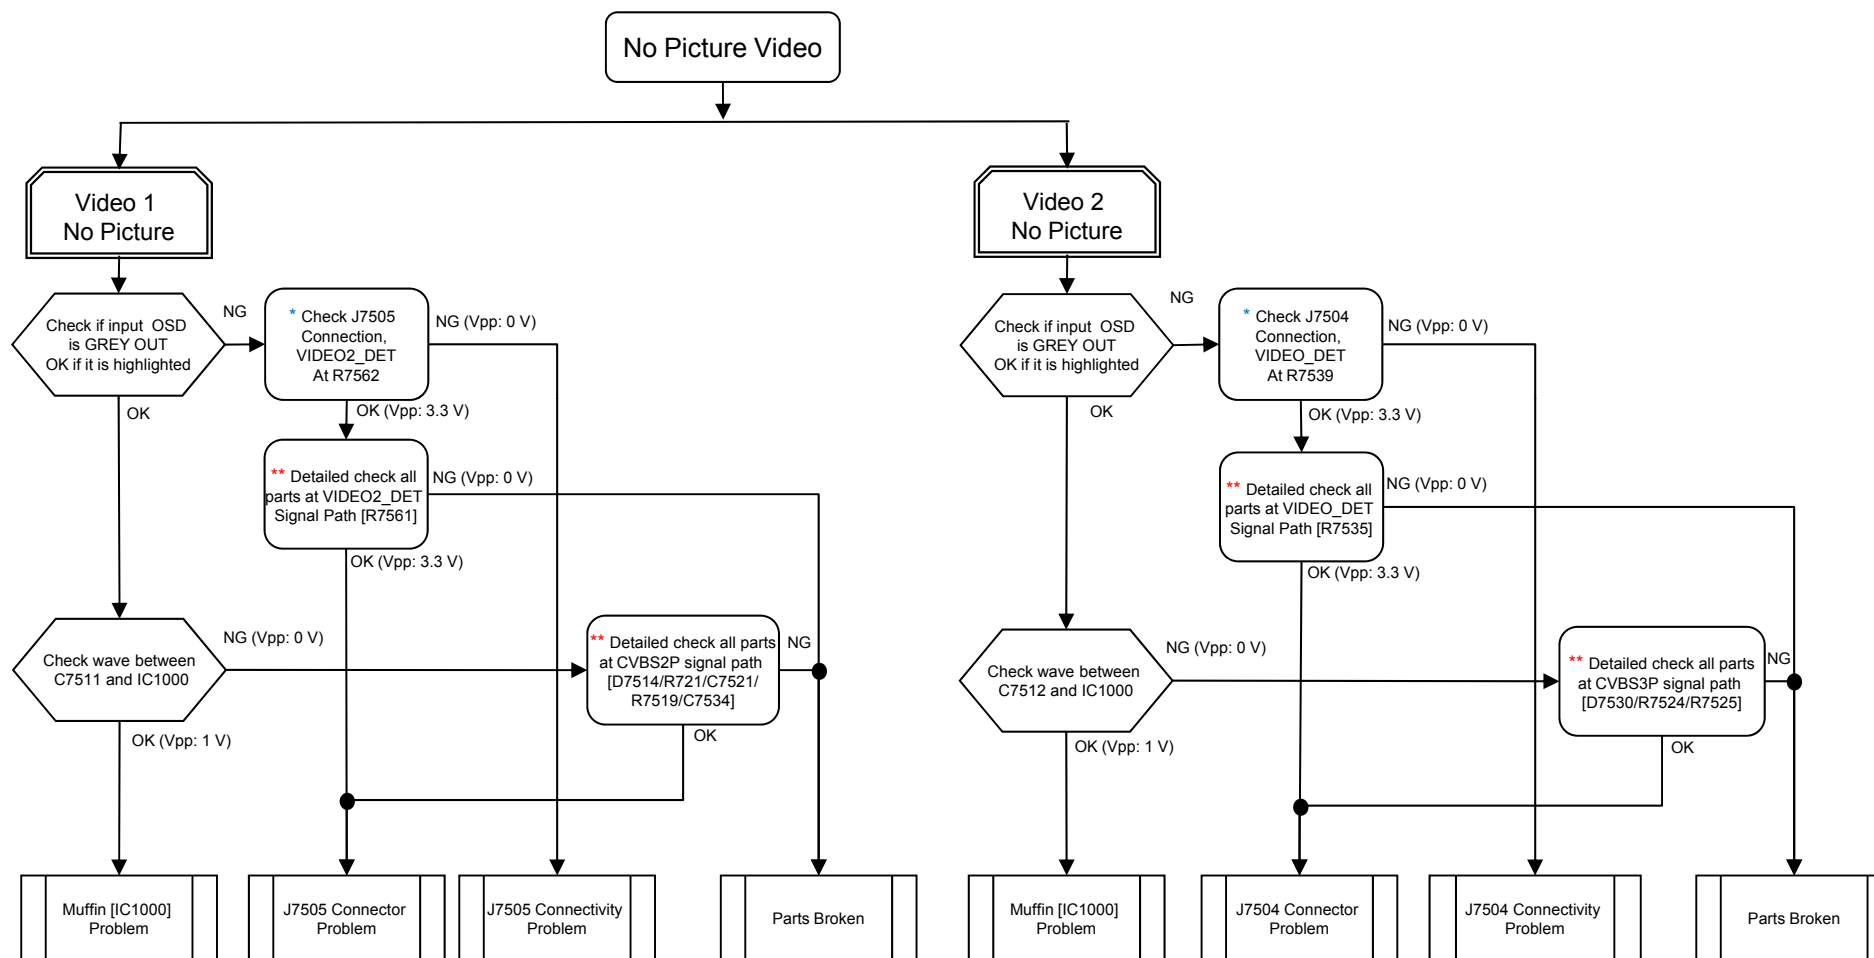 No Picture Video
Video 1
No Picture
Check if input OSD
is GREY OUT
OK if it is highlighted
NG
* Check J7505
Connection,
VIDEO2_DET
At R7562
NG (Vpp: 0 V)
OK
OK (Vpp: 3.3 V)
** Detailed check all
parts at VIDEO2_DET
Signal Path [R7561]
NG (Vpp: 0 V)
OK (Vpp: 3.3 V)
Check wave between
C7511 and IC1000
NG (Vpp: 0 V)
** Detailed check all parts
at CVBS2P signal path
[D7514/R721/C7521/
R7519/C7534]
NG
OK
OK (Vpp: 1 V)
Muffin [IC1000]
Problem
J7505 Connector
Problem
J7505 Connectivity
Problem
Parts Broken
Video 2
No Picture
Check if input OSD
is GREY OUT
OK if it is highlighted
NG
* Check J7504
Connection,
VIDEO_DET
At R7539
NG (Vpp: 0 V)
OK
OK (Vpp: 3.3 V)
** Detailed check all
parts at VIDEO_DET
Signal Path [R7535]
NG (Vpp: 0 V)
OK (Vpp: 3.3 V)
Check wave between
C7512 and IC1000
NG (Vpp: 0 V)
** Detailed check all parts
at CVBS3P signal path
[D7530/R7524/R7525]
NG
OK
OK (Vpp: 1 V)
Muffin [IC1000]
Problem
J7504 Connector
Problem
J7504 Connectivity
Problem
Parts Broken